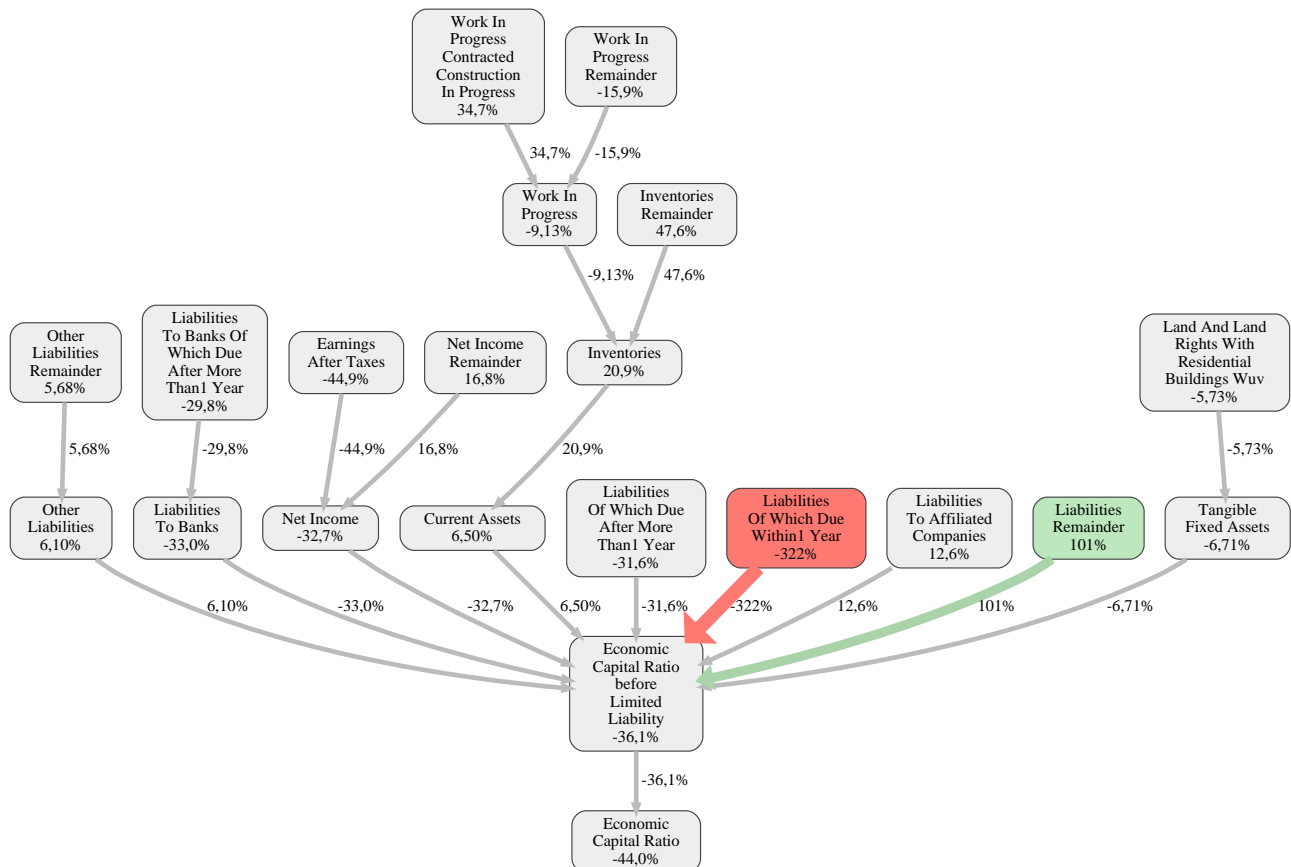 Work In
Progress
Contracted
Construction
In Progress
34,7%
Work In
Progress
Remainder
-15,9%
34,7%
-15,9%
Work In
Progress
-9,13%
Inventories
Remainder
47,6%
-9,13%
47,6%
Other
Liabilities
Remainder
5,68%
Liabilities
To Banks Of
Which Due
After More
Than1 Year
-29,8%
Earnings
After Taxes
-44,9%
Net Income
Remainder
16,8%
Inventories
20,9%
Land And Land
Rights With
Residential
Buildings Wuv
-5,73%
5,68%
-29,8%
-44,9%
16,8%
20,9%
-5,73%
Other
Liabilities
6,10%
Liabilities
To Banks
-33,0%
Net Income
-32,7%
Current Assets
6,50%
Liabilities
Of Which Due
After More
Than1 Year
-31,6%
Liabilities
Of Which Due
Within1 Year
-322%
Liabilities
To Affiliated
Companies
12,6%
Liabilities
Remainder
101%
Tangible
Fixed Assets
-6,71%
6,10%
-33,0%
-32,7%
6,50%
-31,6%
-322%
12,6%
101%
-6,71%
Economic
Capital Ratio
before
Limited
Liability
-36,1%
-36,1%
Economic
Capital Ratio
-44,0%